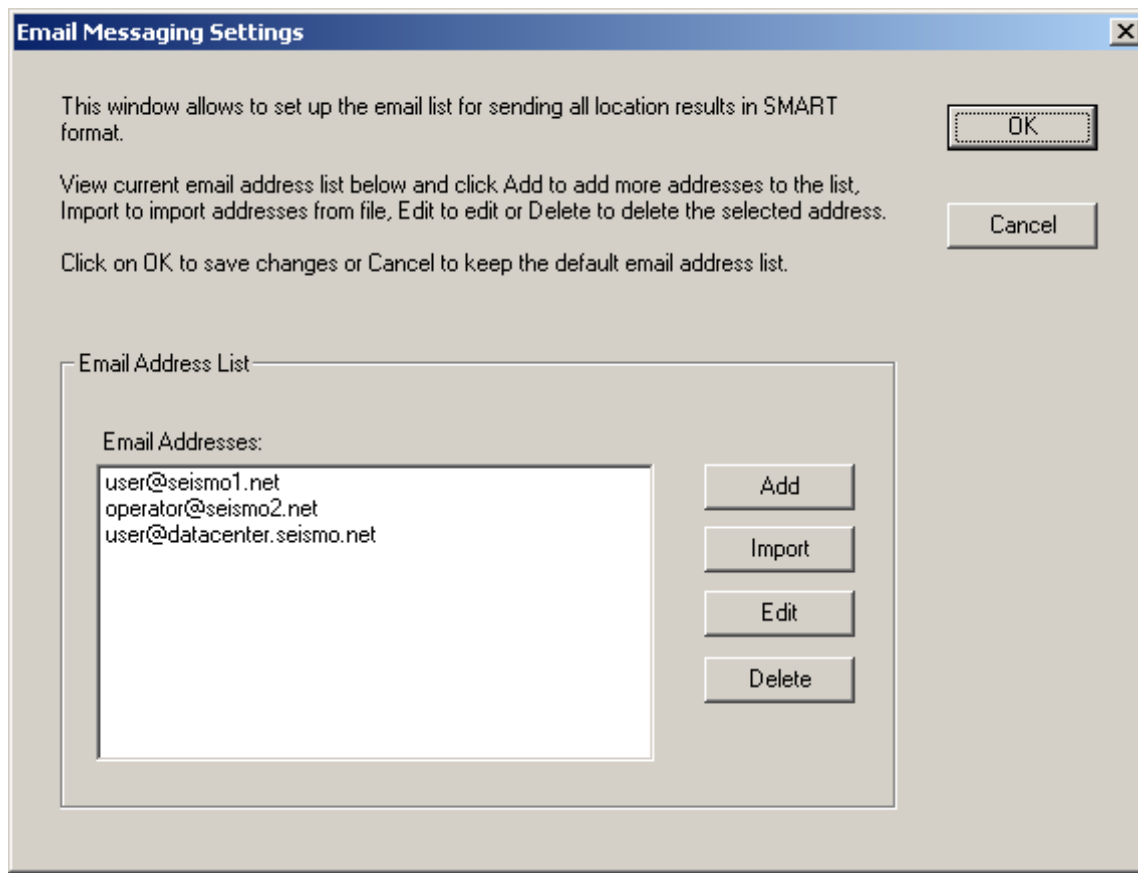 Email Messaging Settings
This window allows to set up the email list for sending all location results in SMART
format.
OK
View current email address list below and click Add to add more addresses to the list,
Import to import addresses from file, Edit to edit or Delete to delete the selected address.
Cancel
Click on OK to save changes or Cancel to keep the default email address list.
Email Address List
Email Addresses:
user@seismo1.net
operator@seismo2.net
user@datacenter.seismo.net
Add
Import
Edit
Delete